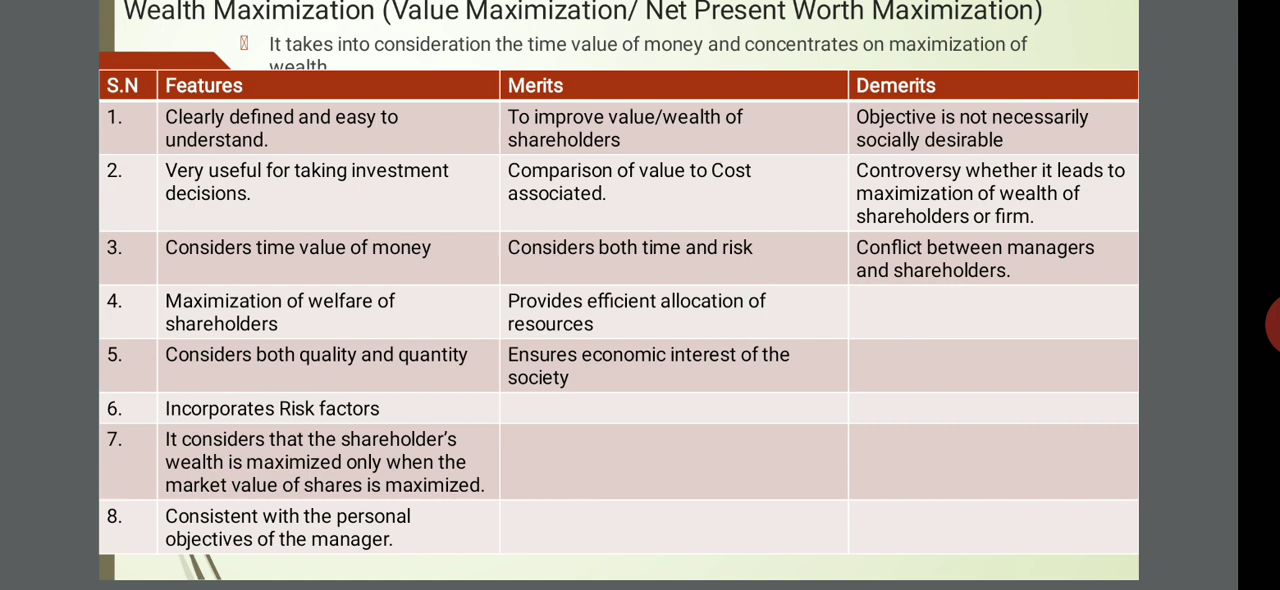 Wealth Maximization (Value Maximization/ Net Present Worth Maximization)
It takes into consideration the time value of money and concentrates on maximization of
wealth
S.N Features Merits Demerits
1. Clearly defined and easy to understand. To improve value/wealth of shareholders Objective is not necessarily socially desirable
2. Very useful for taking investment decisions. Comparison of value to Cost associated. Controversy whether it leads to maximization of wealth of shareholders or firm.
3. Considers time value of money Considers both time and risk Conflict between managers and shareholders.
4. Maximization of welfare of shareholders Provides efficient allocation of resources
5. Considers both quality and quantity Ensures economic interest of the society
6. Incorporates Risk factors
7. It considers that the shareholder’s wealth is maximized only when the market value of shares is maximized.
8. Consistent with the personal objectives of the manager.